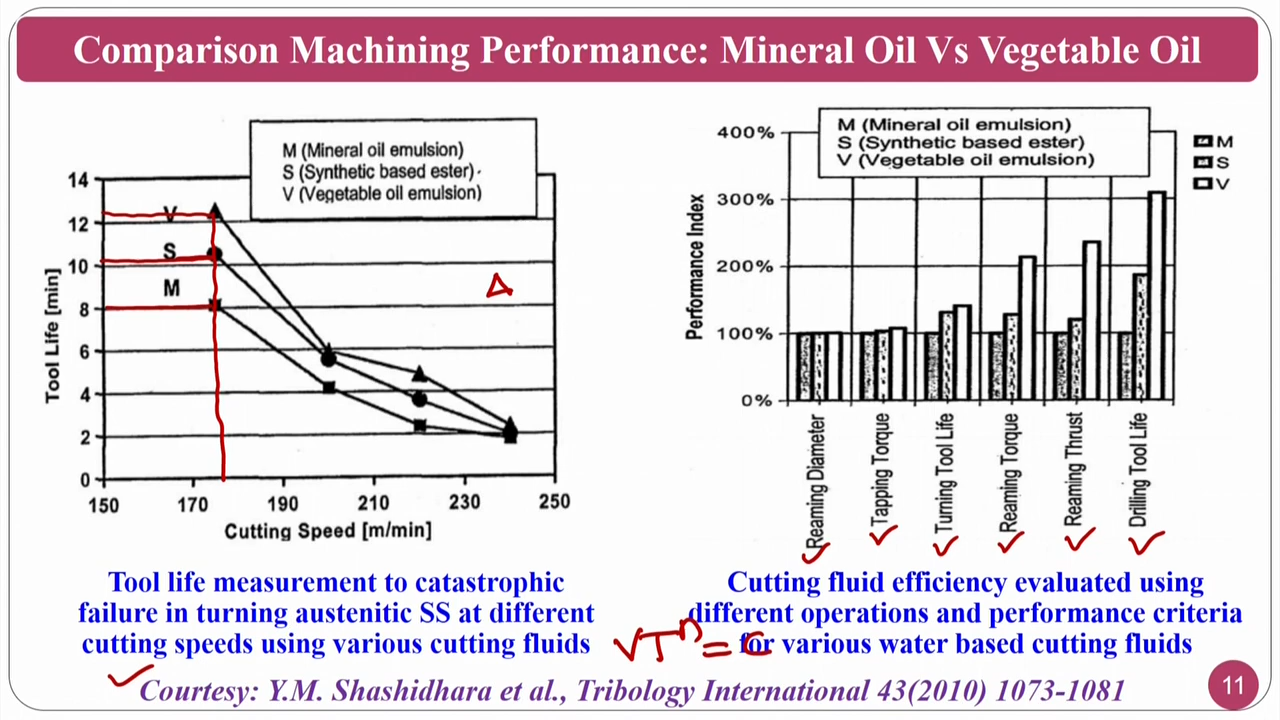 Comparison Machining Performance: Mineral Oil Vs Vegetable Oil
M (Mineral oil emulsion)
S (Synthetic based ester)
V (Vegetable oil emulsion)
14
12
10
8
6
4
2
0
V
S
M
Tool Life [min]
150
170
190
210
230
250
Cutting Speed [m/min]
Tool life measurement to catastrophic
failure in turning austenitic SS at different
cutting speeds using various cutting fluids
M (Mineral oil emulsion)
S (Synthetic based ester)
V (Vegetable oil emulsion)
M
S
V
400%
300%
200%
100%
0%
Performance Index
Reaming Diameter
Tapping Torque
Turning Tool Life
Reaming Torque
Reaming Thrust
Drilling Tool Life
Cutting fluid efficiency evaluated using
different operations and performance criteria
for various water based cutting fluids
VTⁿ = C
Courtesy: Y.M. Shashidhara et al., Tribology International 43(2010) 1073-1081
11